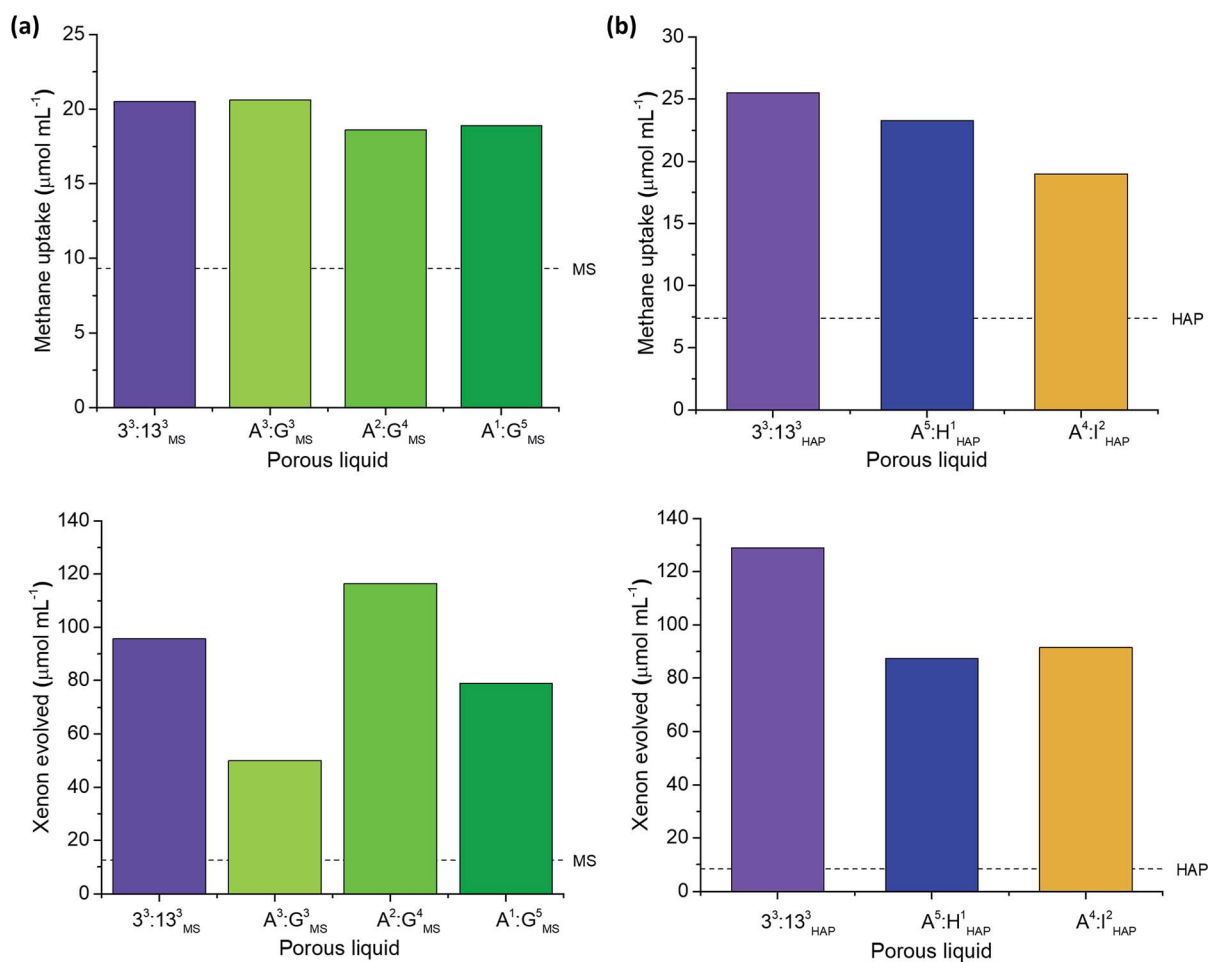 (a)
25
20
15
10
5
0
Methane uptake (μmol mL⁻¹)
MS
3³:13³MS
A³:G³MS
A²:G⁴MS
A¹:G⁵MS
Porous liquid
(b)
30
25
20
15
10
5
0
Methane uptake (μmol mL⁻¹)
HAP
3³:13³HAP
A⁵:H¹HAP
A⁴:I²HAP
Porous liquid
140
120
100
80
60
40
20
0
Xenon evolved (μmol mL⁻¹)
MS
3³:13³MS
A³:G³MS
A²:G⁴MS
A¹:G⁵MS
Porous liquid
140
120
100
80
60
40
20
0
Xenon evolved (μmol mL⁻¹)
HAP
3³:13³HAP
A⁵:H¹HAP
A⁴:I²HAP
Porous liquid